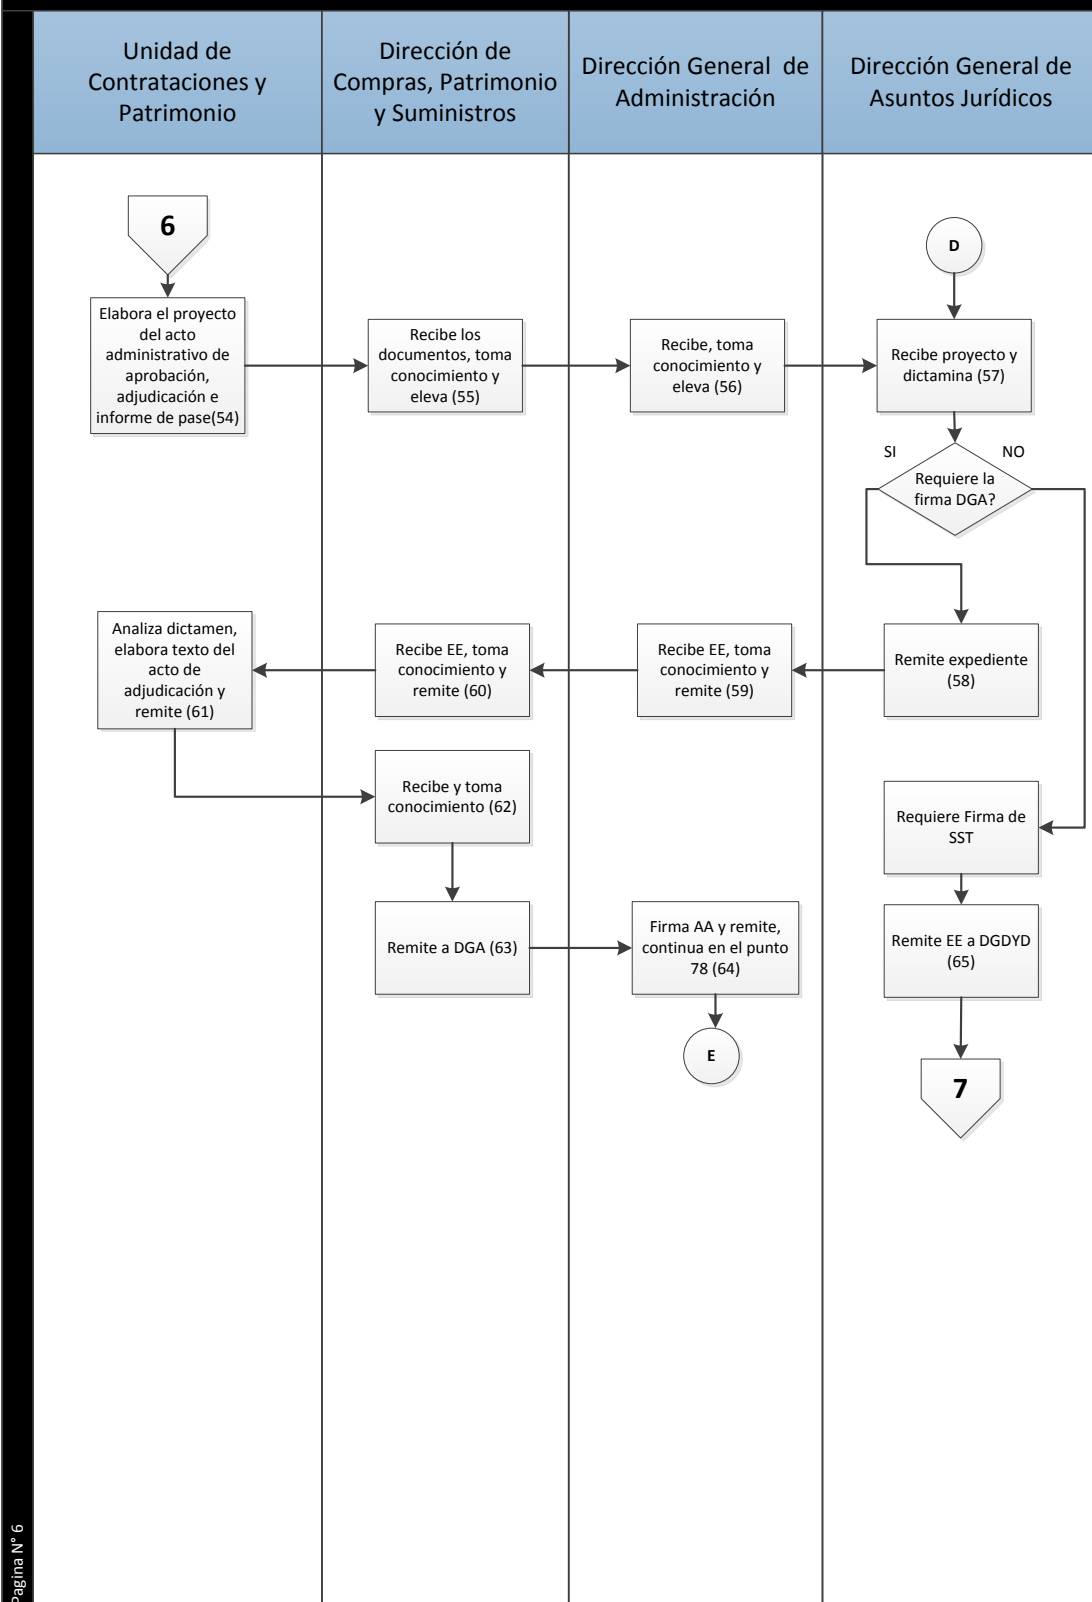 Unidad de
Contrataciones y
Patrimonio
Dirección de
Compras, Patrimonio
y Suministros
Dirección General de
Administración
Dirección General de
Asuntos Jurídicos
6
D
Elabora el proyecto
del acto
administrativo de
aprobación,
adjudicación e
informe de pase(54)
Recibe los
documentos, toma
conocimiento y
eleva (55)
Recibe, toma
conocimiento y
eleva (56)
Recibe proyecto y
dictamina (57)
SI
NO
Requiere la
firma DGA?
Analiza dictamen,
elabora texto del
acto de
adjudicación y
remite (61)
Recibe EE, toma
conocimiento y
remite (60)
Recibe EE, toma
conocimiento y
remite (59)
Remite expediente
(58)
Recibe y toma
conocimiento (62)
Requiere Firma de
SST
Remite a DGA (63)
Firma AA y remite,
continua en el punto
78 (64)
Remite EE a DGDYD
(65)
E
7
Pagina N° 6